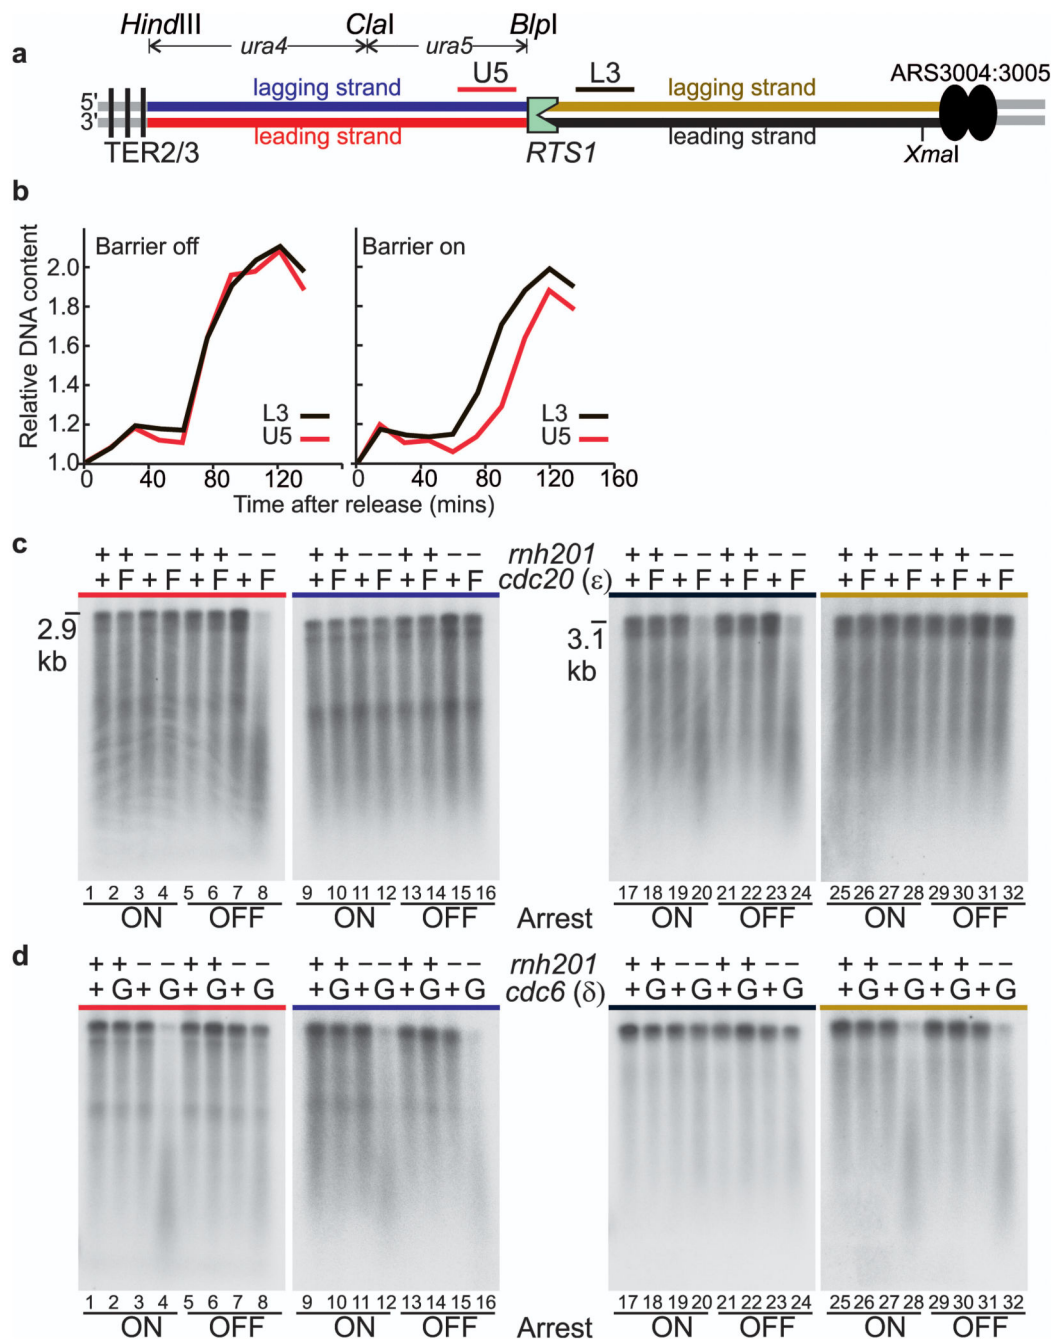 HindIII ClaI BlpI
a ura4 ura5
U5 L3 ARS3004:3005
lagging strand lagging strand
5'
3'
leading strand leading strand
TER2/3 RTS1 XmaI
b
Relative DNA content
Barrier off Barrier on
2.0
1.8
1.6
1.4
1.2 L3 L3
U5 U5
1.0
0 40 80 120 0 40 80 120 160
Time after release (mins)
c + + – – + + – – + + – – + + – – rnh201 + + – – + + – – + + – – + + – –
+ F + F + F + F + F + F + F + F cdc20 (ε) + F + F + F + F + F + F + F + F
2.9 kb 3.1 kb
1 2 3 4 5 6 7 8 9 10 11 12 13 14 15 16 17 18 19 20 21 22 23 24 25 26 27 28 29 30 31 32
ON OFF ON OFF Arrest ON OFF ON OFF
d + + – – + + – – + + – – + + – – rnh201 + + – – + + – – + + – – + + – –
+ G + G + G + G + G + G + G + G cdc6 (δ) + G + G + G + G + G + G + G + G
1 2 3 4 5 6 7 8 9 10 11 12 13 14 15 16 17 18 19 20 21 22 23 24 25 26 27 28 29 30 31 32
ON OFF ON OFF Arrest ON OFF ON OFF